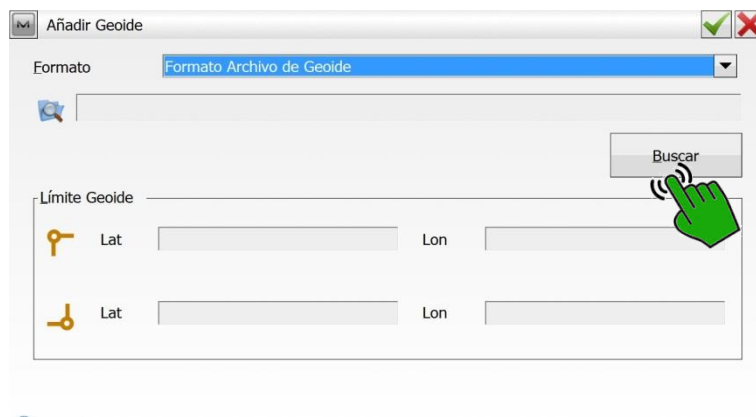 Añadir Geoide
Formato Formato Archivo de Geoide
Buscar
Límite Geoide
Lat Lon
Lat Lon